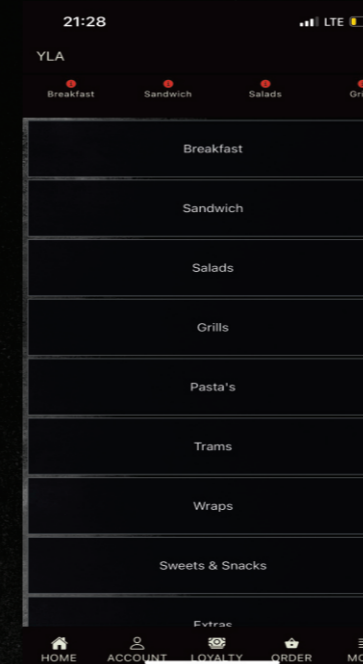 21:28
LTE
YLA
Breakfast Sandwich Salads
Breakfast
Sandwich
Salads
Grills
Pasta's
Trams
Wraps
Sweets & Snacks
Extras
HOME ACCOUNT LOYALTY ORDER